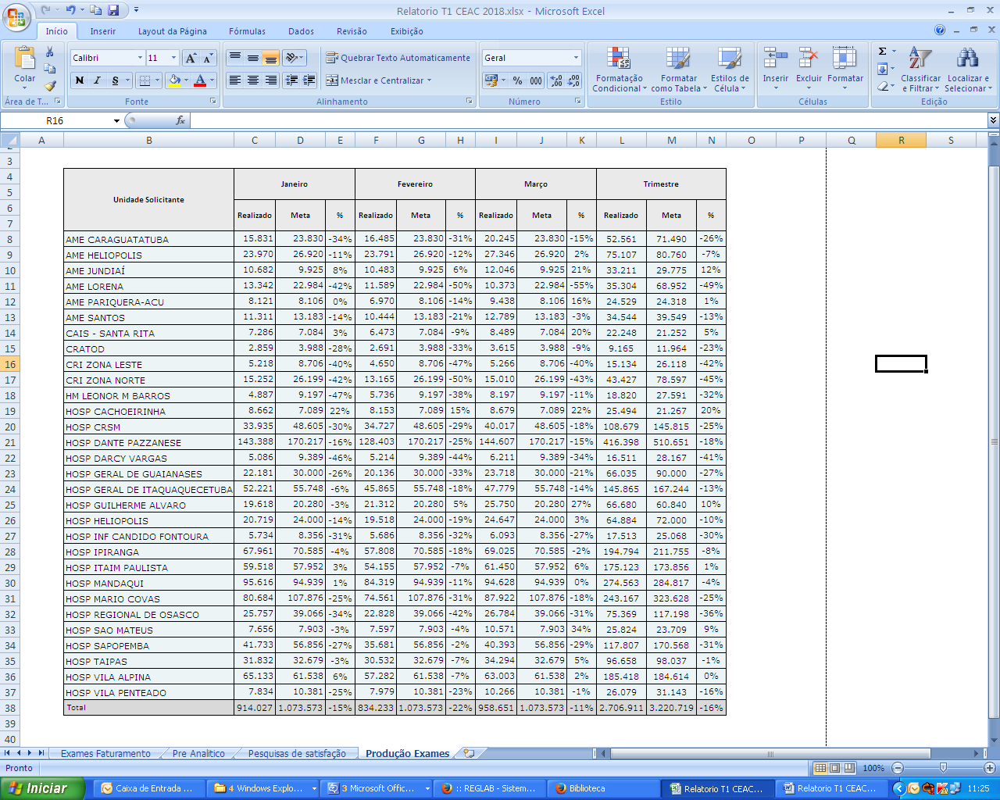 Relatorio T1 CEAC 2018.xlsx - Microsoft Excel
Início Inserir Layout da Página Fórmulas Dados Revisão Exibição
Colar Calibri 11 Quebrar Texto Automaticamente Geral
N I S Mesclar e Centralizar % 000
Formatação Condicional Formatar como Tabela Estilos de Célula Inserir Excluir Formatar Classificar e Filtrar Localizar e Selecionar
Área de T... Fonte Alinhamento Número Estilo Células Edição
R16 fx
A B C D E F G H I J K L M N O P Q R S
3
4 Unidade Solicitante Janeiro Fevereiro Março Trimestre
5
6 Realizado Meta % Realizado Meta % Realizado Meta % Realizado Meta %
7
8 AME CARAGUATATUBA 15.831 23.830 -34% 16.485 23.830 -31% 20.245 23.830 -15% 52.561 71.490 -26%
9 AME HELIOPOLIS 23.970 26.920 -11% 23.791 26.920 -12% 27.346 26.920 2% 75.107 80.760 -7%
10 AME JUNDIAÍ 10.682 9.925 8% 10.483 9.925 6% 12.046 9.925 21% 33.211 29.775 12%
11 AME LORENA 13.342 22.984 -42% 11.589 22.984 -50% 10.373 22.984 -55% 35.304 68.952 -49%
12 AME PARIQUERA-ACU 8.121 8.106 0% 6.970 8.106 -14% 9.438 8.106 16% 24.529 24.318 1%
13 AME SANTOS 11.311 13.183 -14% 10.444 13.183 -21% 12.789 13.183 -3% 34.544 39.549 -13%
14 CAIS - SANTA RITA 7.286 7.084 3% 6.473 7.084 -9% 8.489 7.084 20% 22.248 21.252 5%
15 CRATOD 2.859 3.988 -28% 2.691 3.988 -33% 3.615 3.988 -9% 9.165 11.964 -23%
16 CRI ZONA LESTE 5.218 8.706 -40% 4.650 8.706 -47% 5.266 8.706 -40% 15.134 26.118 -42%
17 CRI ZONA NORTE 15.252 26.199 -42% 13.165 26.199 -50% 15.010 26.199 -43% 43.427 78.597 -45%
18 HM LEONOR M BARROS 4.887 9.197 -47% 5.736 9.197 -38% 8.197 9.197 -11% 18.820 27.591 -32%
19 HOSP CACHOEIRINHA 8.662 7.089 22% 8.153 7.089 15% 8.679 7.089 22% 25.494 21.267 20%
20 HOSP CRSM 33.935 48.605 -30% 34.727 48.605 -29% 40.017 48.605 -18% 108.679 145.815 -25%
21 HOSP DANTE PAZZANESE 143.388 170.217 -16% 128.403 170.217 -25% 144.607 170.217 -15% 416.398 510.651 -18%
22 HOSP DARCY VARGAS 5.086 9.389 -46% 5.214 9.389 -44% 6.211 9.389 -34% 16.511 28.167 -41%
23 HOSP GERAL DE GUAIANASES 22.181 30.000 -26% 20.136 30.000 -33% 23.718 30.000 -21% 66.035 90.000 -27%
24 HOSP GERAL DE ITAQUAQUECETUBA 52.221 55.748 -6% 45.865 55.748 -18% 47.779 55.748 -14% 145.865 167.244 -13%
25 HOSP GUILHERME ALVARO 19.618 20.280 -3% 21.312 20.280 5% 25.750 20.280 27% 66.680 60.840 10%
26 HOSP HELIOPOLIS 20.719 24.000 -14% 19.518 24.000 -19% 24.647 24.000 3% 64.884 72.000 -10%
27 HOSP INF CANDIDO FONTOURA 5.734 8.356 -31% 5.686 8.356 -32% 6.093 8.356 -27% 17.513 25.068 -30%
28 HOSP IPIRANGA 67.961 70.585 -4% 57.808 70.585 -18% 69.025 70.585 -2% 194.794 211.755 -8%
29 HOSP ITAIM PAULISTA 59.518 57.952 3% 54.155 57.952 -7% 61.450 57.952 6% 175.123 173.856 1%
30 HOSP MANDAQUI 95.616 94.939 1% 84.319 94.939 -11% 94.628 94.939 0% 274.563 284.817 -4%
31 HOSP MARIO COVAS 80.684 107.876 -25% 74.561 107.876 -31% 87.922 107.876 -18% 243.167 323.628 -25%
32 HOSP REGIONAL DE OSASCO 25.757 39.066 -34% 22.828 39.066 -42% 26.784 39.066 -31% 75.369 117.198 -36%
33 HOSP SAO MATEUS 7.656 7.903 -3% 7.597 7.903 -4% 10.571 7.903 34% 25.824 23.709 9%
34 HOSP SAPOPEMBA 41.733 56.856 -27% 35.681 56.856 -2% 40.393 56.856 -29% 117.807 170.568 -31%
35 HOSP TAIPAS 31.832 32.679 -3% 30.532 32.679 -7% 34.294 32.679 5% 96.658 98.037 -1%
36 HOSP VILA ALPINA 65.133 61.538 6% 57.282 61.538 -7% 63.003 61.538 2% 185.418 184.614 0%
37 HOSP VILA PENTEADO 7.834 10.381 -25% 7.979 10.381 -23% 10.266 10.381 -1% 26.079 31.143 -16%
38 Total 914.027 1.073.573 -15% 834.233 1.073.573 -22% 958.651 1.073.573 -11% 2.706.911 3.220.719 -16%
39
40
Exames Faturamento Pre Analitico Pesquisas de satisfação Produção Exames
Pronto 100%
Iniciar Caixa de Entrada ... 4 Windows Explo... 3 Microsoft Offic... :: REGLAB - Sistem... Biblioteca Relatorio T1 CEAC... Relatorio T1 CEAC... 11:25